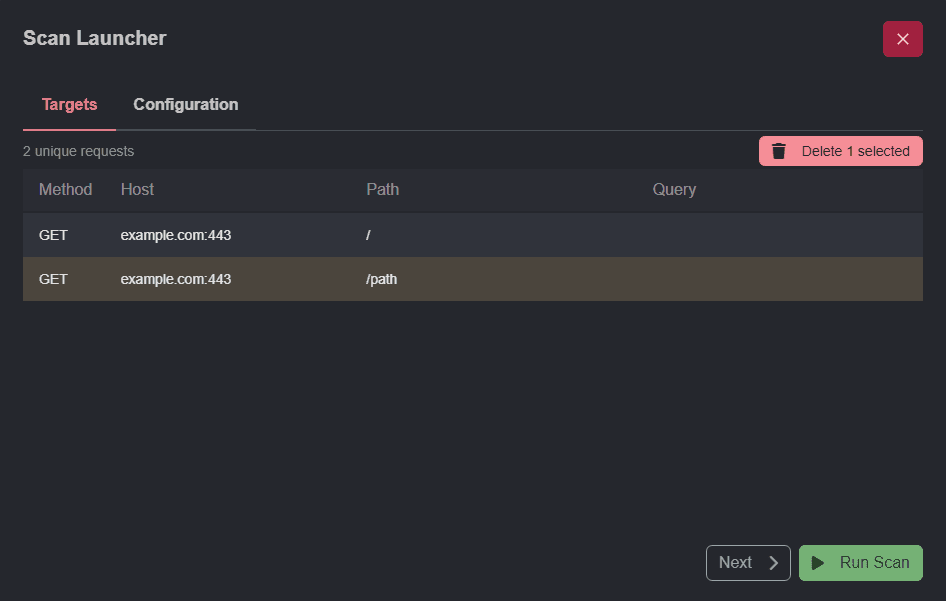 Scan Launcher
Targets Configuration
2 unique requests Delete 1 selected
Method Host Path Query
GET example.com:443 /
GET example.com:443 /path
Next Run Scan